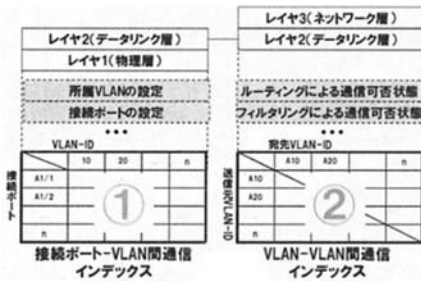 レイヤ3(ネットワーク層)
レイヤ2(データリンク層)
レイヤ2(データリンク層)
レイヤ1(物理層)
所属VLANの設定
接続ポートの設定
•••
ルーティングによる通信可否状態
フィルタリングによる通信可否状態
•••
VLAN-ID
10 20 n
接続ポート
A1/1
A1/2
n
①
接続ポート-VLAN間通信
インデックス
宛先VLAN-ID
A10 A20 n
送信元VLAN-ID
A10
A20
n
②
VLAN-VLAN間通信
インデックス